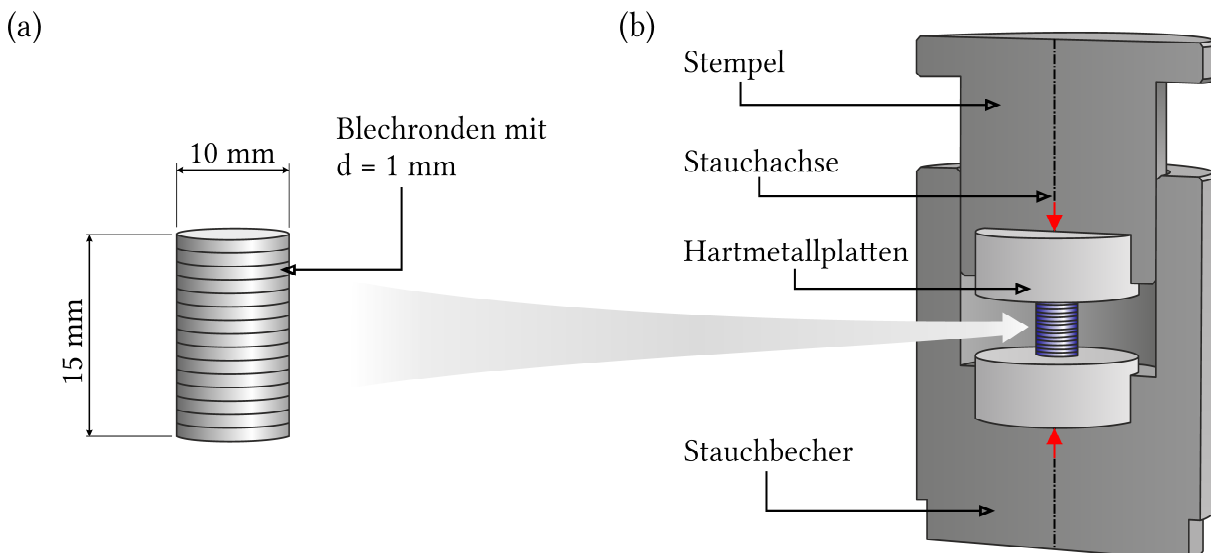 (a)
10 mm
Blechronden mit
d = 1 mm
15 mm
(b)
Stempel
Stauchachse
Hartmetallplatten
Stauchbecher